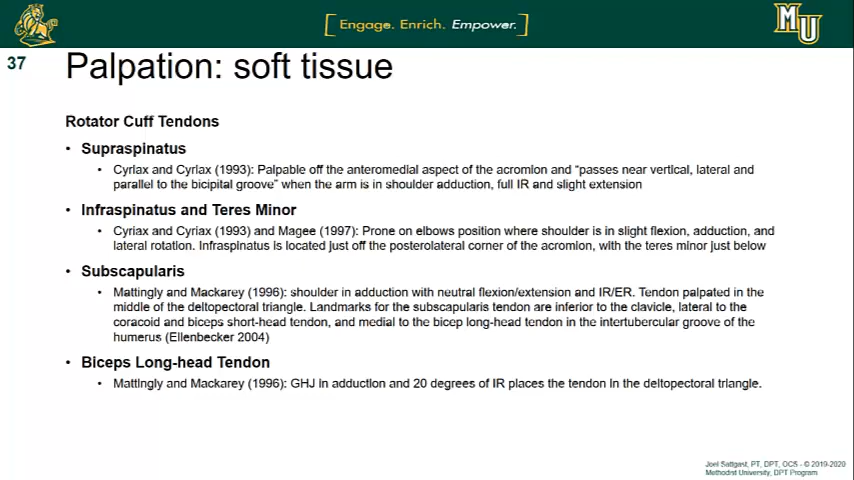 [ Engage. Enrich. Empower. ]
MU
37
Palpation: soft tissue
Rotator Cuff Tendons
• Supraspinatus
• Cyriax and Cyriax (1993): Palpable off the anteromedial aspect of the acromion and “passes near vertical, lateral and
parallel to the bicipital groove” when the arm is in shoulder adduction, full IR and slight extension
• Infraspinatus and Teres Minor
• Cyriax and Cyriax (1993) and Magee (1997): Prone on elbows position where shoulder is in slight flexion, adduction, and
lateral rotation. Infraspinatus is located just off the posterolateral corner of the acromion, with the teres minor just below
• Subscapularis
• Mattingly and Mackarey (1996): shoulder in adduction with neutral flexion/extension and IR/ER. Tendon palpated in the
middle of the deltopectoral triangle. Landmarks for the subscapularis tendon are inferior to the clavicle, lateral to the
coracoid and biceps short-head tendon, and medial to the bicep long-head tendon in the intertubercular groove of the
humerus (Ellenbecker 2004)
• Biceps Long-head Tendon
• Mattingly and Mackarey (1996): GHJ in adduction and 20 degrees of IR places the tendon in the deltopectoral triangle.
Joel Sattgast, PT, DPT, OCS - © 2019-2020
Methodist University, DPT Program